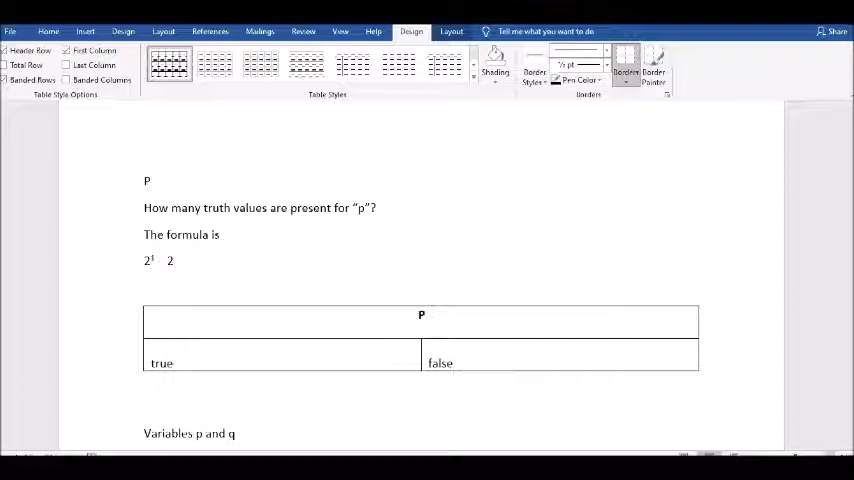 File Home Insert Design Layout References Mailings Review View Help Design Layout Tell me what you want to do Share
Header Row First Column
Total Row Last Column
Banded Rows Banded Columns
Table Style Options
Table Styles
Shading
Border Styles
½ pt
Pen Color
Borders
Border Painter
Borders
P
How many truth values are present for “p”?
The formula is
2¹ 2
P
true false
Variables p and q